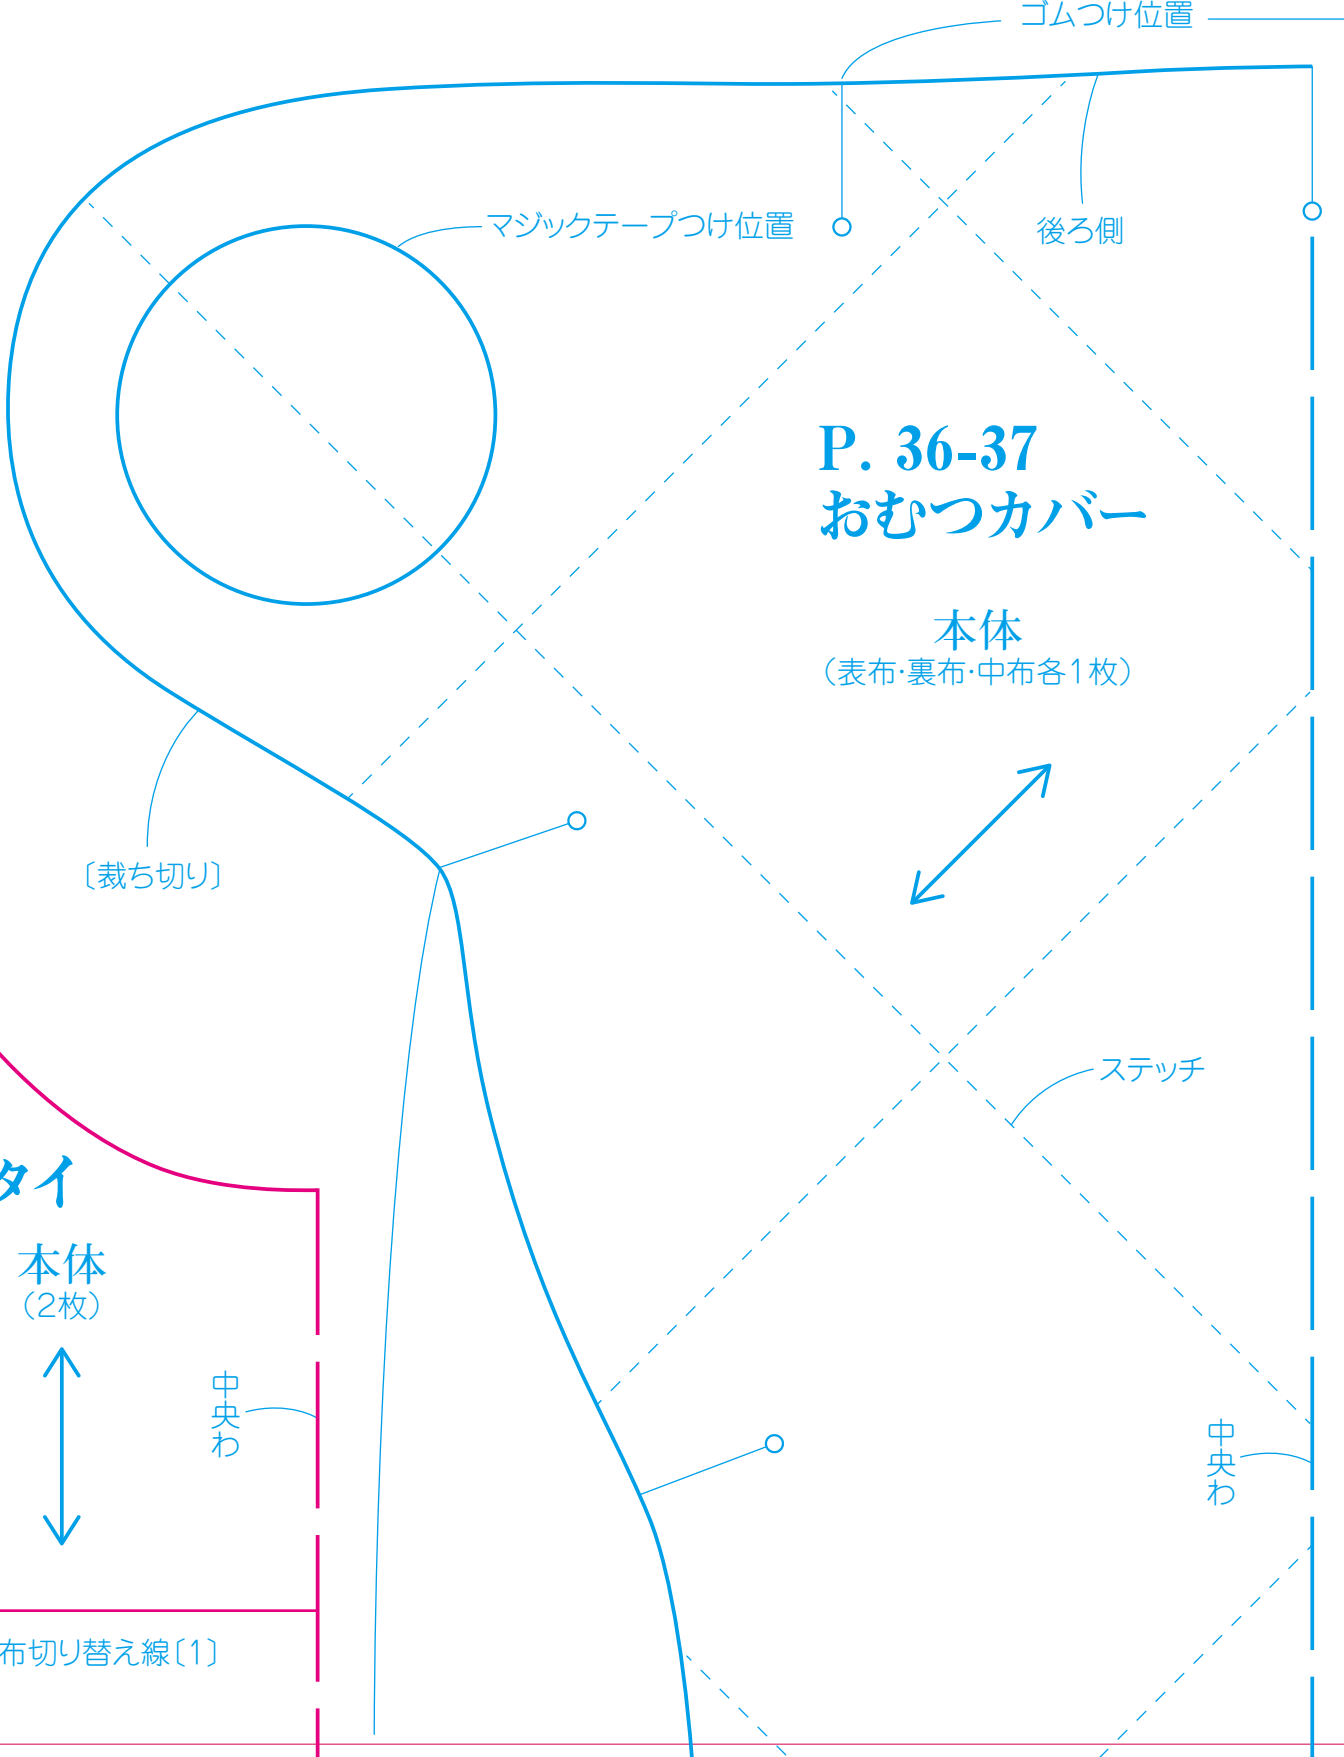 ゴムつけ位置
マジックテープつけ位置
後ろ側
P. 36-37
おむつカバー
本体
(表布・裏布・中布各1枚)
〔裁ち切り〕
ステッチ
タイ
本体
(2枚)
中央わ
中央わ
布切り替え線〔1〕